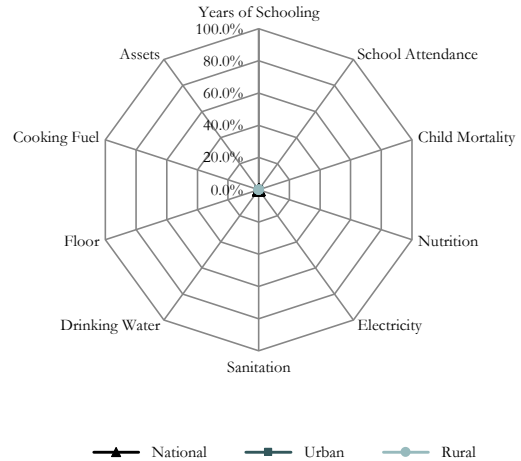 Years of Schooling
100.0%
Assets
School Attendance
80.0%
60.0%
40.0%
Cooking Fuel
Child Mortality
20.0%
0.0%
Floor
Nutrition
Drinking Water
Electricity
Sanitation
National Urban Rural